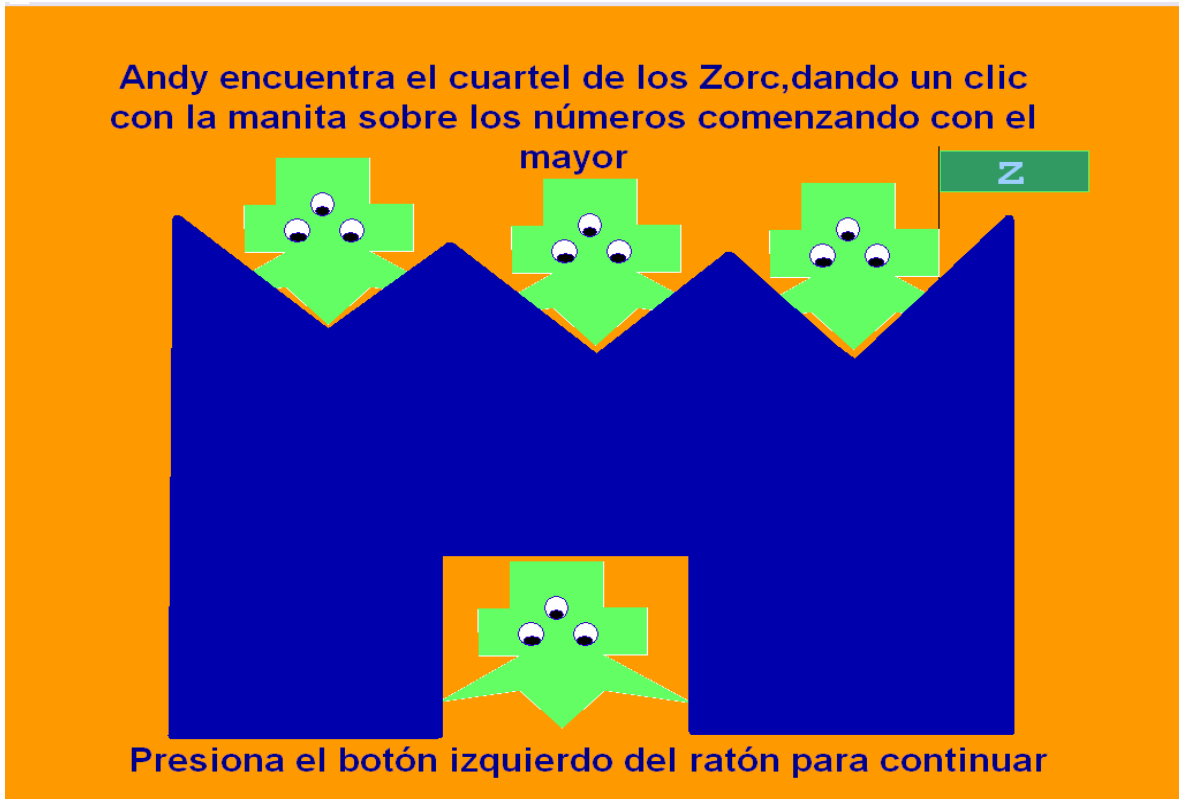 Andy encuentra el cuartel de los Zorc,dando un clic
con la manita sobre los números comenzando con el
mayor
Z
Presiona el botón izquierdo del ratón para continuar